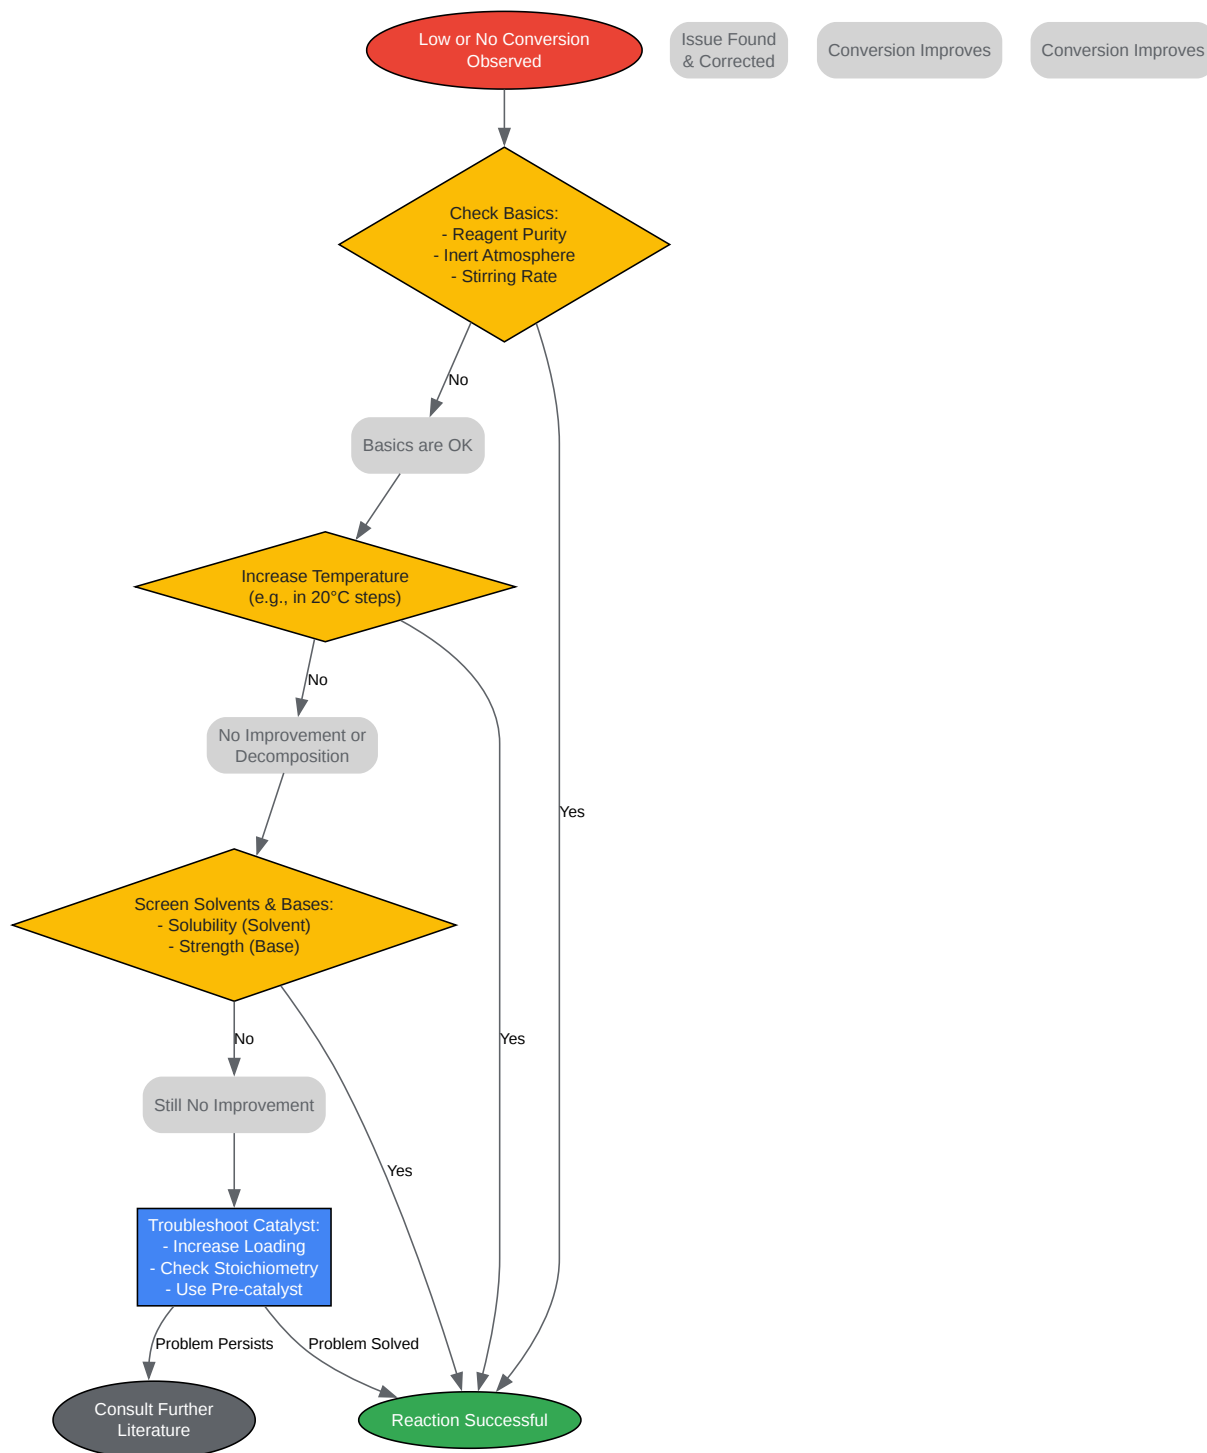 Low or No Conversion
Observed
Issue Found
& Corrected
Conversion Improves
Conversion Improves
Check Basics:
- Reagent Purity
- Inert Atmosphere
- Stirring Rate
No
Basics are OK
Increase Temperature
(e.g., in 20°C steps)
No
No Improvement or
Decomposition
Yes
Screen Solvents & Bases:
- Solubility (Solvent)
- Strength (Base)
No
Yes
Still No Improvement
Yes
Troubleshoot Catalyst:
- Increase Loading
- Check Stoichiometry
- Use Pre-catalyst
Problem Persists
Problem Solved
Consult Further
Literature
Reaction Successful